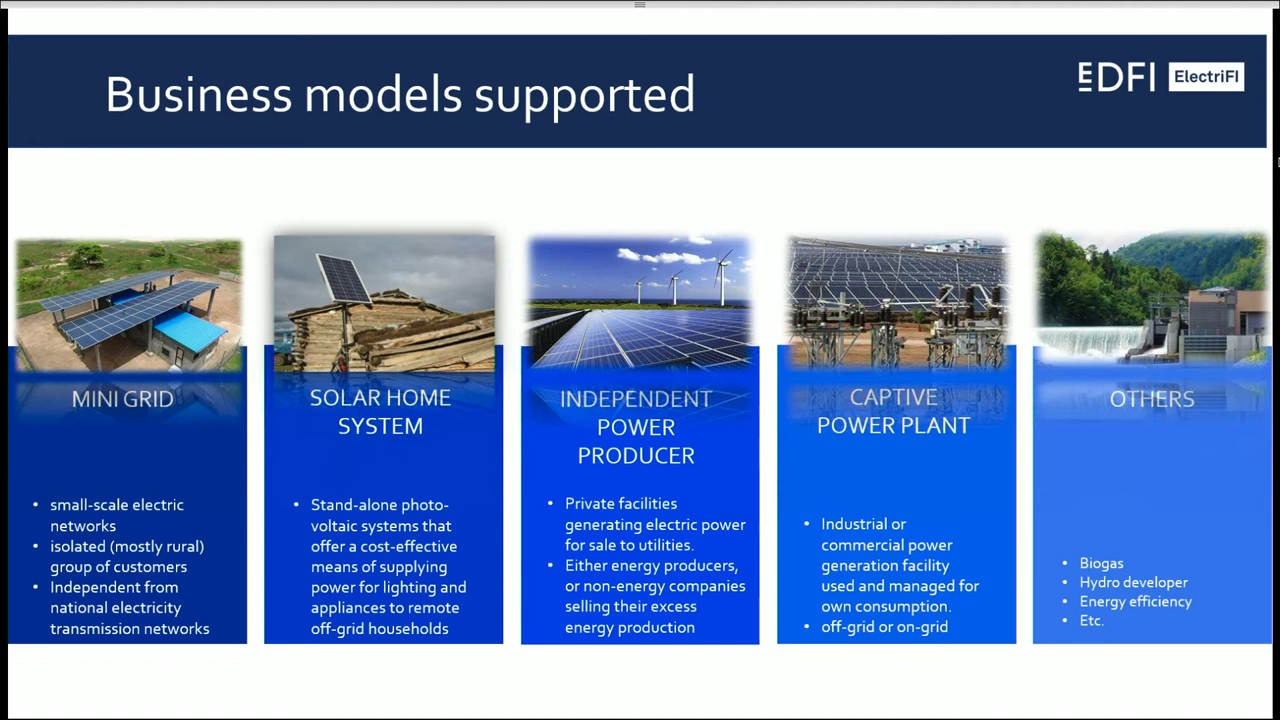 Business models supported
EDFI ElectriFI
MINI GRID
• small-scale electric
networks
• isolated (mostly rural)
group of customers
• Independent from
national electricity
transmission networks
SOLAR HOME
SYSTEM
• Stand-alone photo-
voltaic systems that
offer a cost-effective
means of supplying
power for lighting and
appliances to remote
off-grid households
INDEPENDENT
POWER
PRODUCER
• Private facilities
generating electric power
for sale to utilities.
• Either energy producers,
or non-energy companies
selling their excess
energy production
CAPTIVE
POWER PLANT
• Industrial or
commercial power
generation facility
used and managed for
own consumption.
• off-grid or on-grid
OTHERS
• Biogas
• Hydro developer
• Energy efficiency
• Etc.